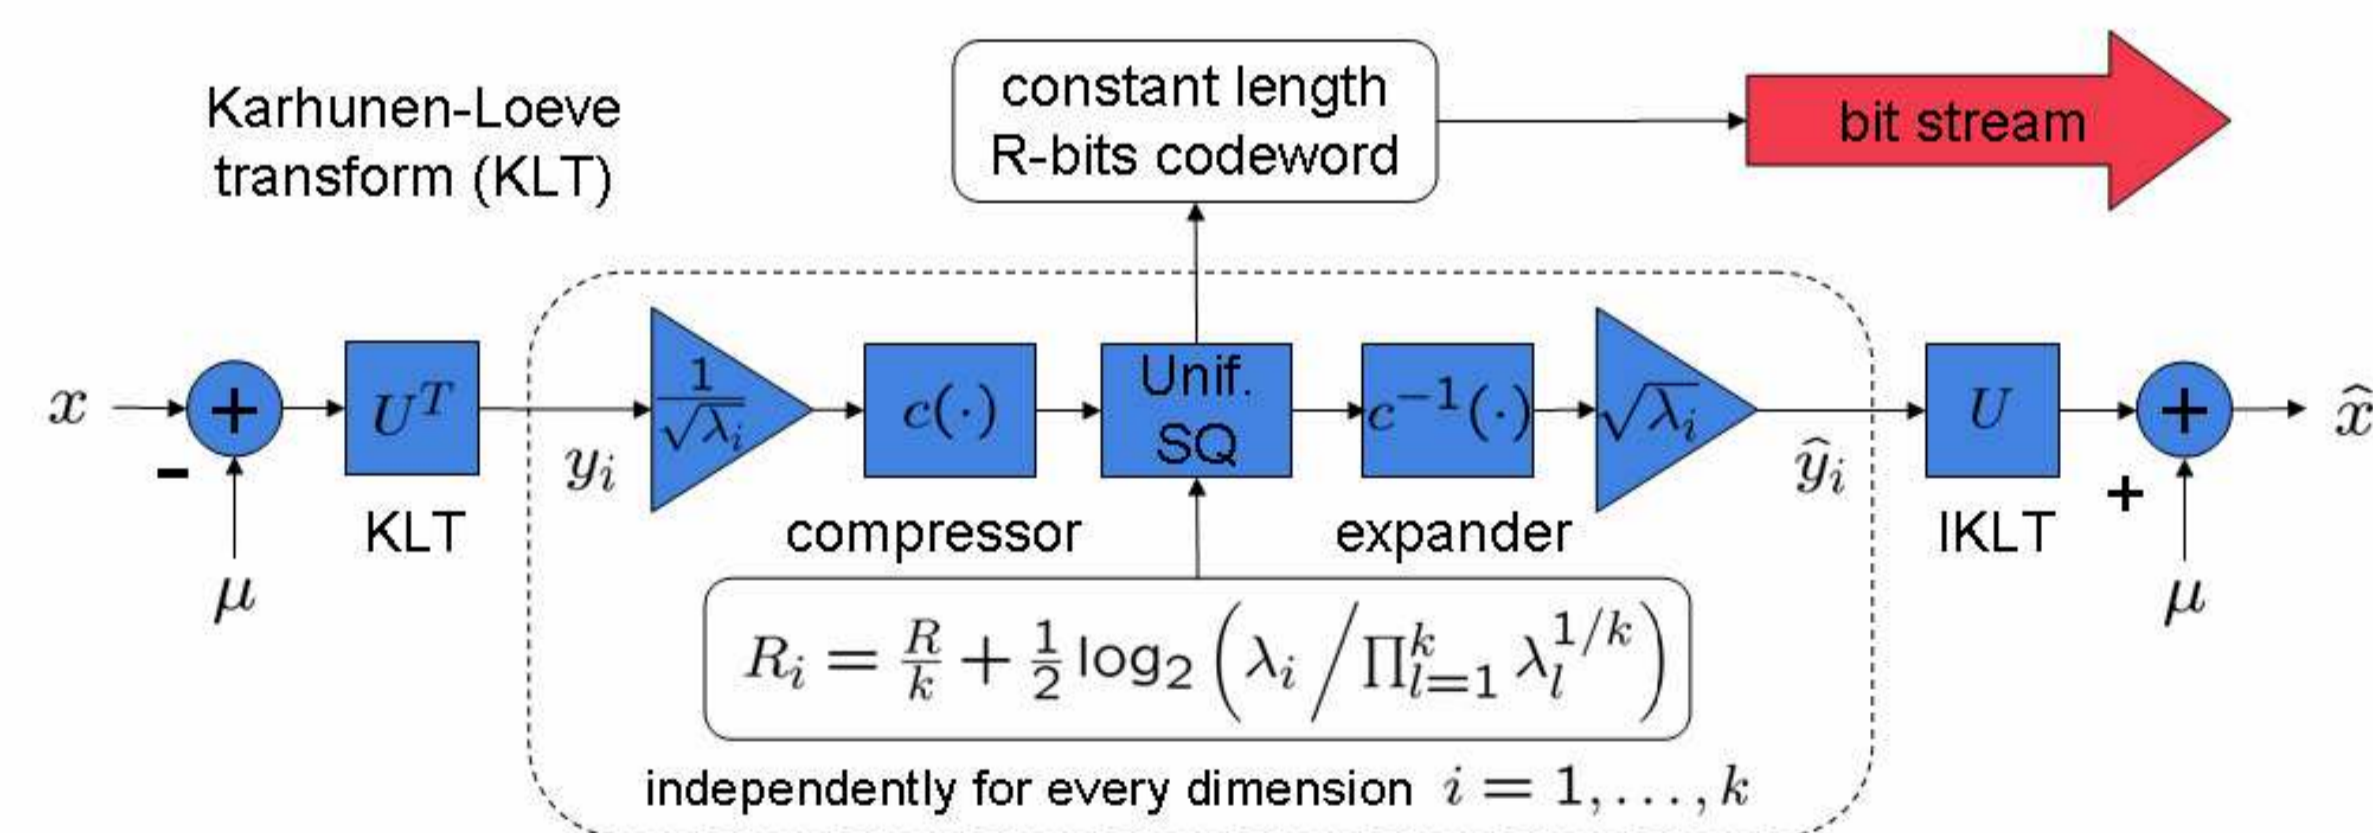 Karhunen-Loeve
transform (KLT)
constant length
R-bits codeword
bit stream
x
+
-
μ
U^T
KLT
y_i
1/√λ_i
c(·)
compressor
Unif.
SQ
c^{-1}(·)
expander
√λ_i
ŷ_i
U
IKLT
+
+
μ
x̂
R_i = R/k + 1/2 log_2 (λ_i / ∏_{l=1}^{k} λ_l^{1/k})
independently for every dimension i = 1, . . . , k